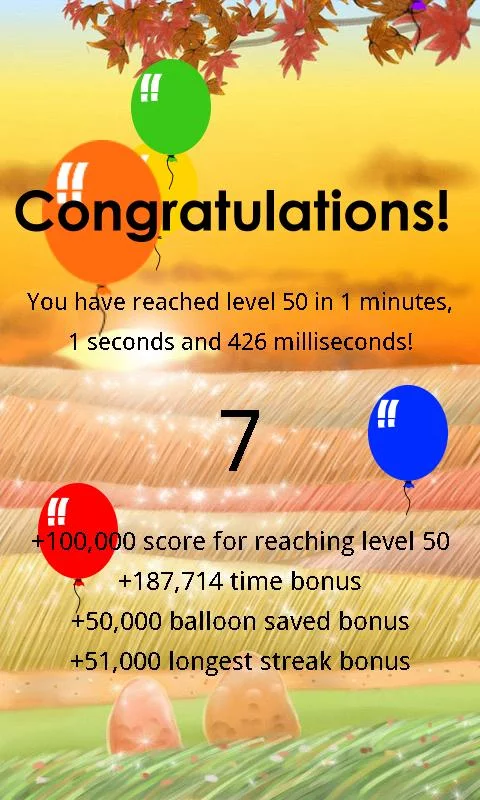 Congratulations!
You have reached level 50 in 1 minutes,
1 seconds and 426 milliseconds!
7
+100,000 score for reaching level 50
+187,714 time bonus
+50,000 balloon saved bonus
+51,000 longest streak bonus